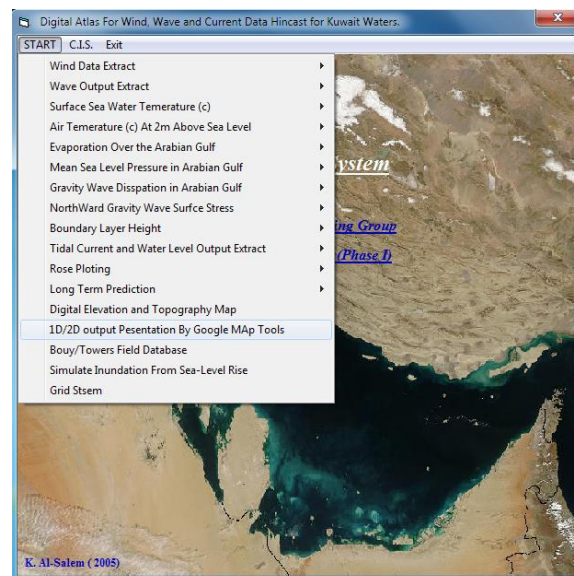 Digital Atlas For Wind, Wave and Current Data Hincast for Kuwait Waters.
START C.I.S. Exit
Wind Data Extract
Wave Output Extract
Surface Sea Water Temerature (c)
Air Temerature (c) At 2m Above Sea Level
Evaporation Over the Arabian Gulf
Mean Sea Level Pressure in Arabian Gulf
Gravity Wave Disspation in Arabian Gulf
NorthWard Gravity Wave Surfce Stress
Boundary Layer Height
Tidal Current and Water Level Output Extract
Rose Ploting
Long Term Prediction
Digital Elevation and Topography Map
1D/2D output Pesentation By Google MAp Tools
Bouy/Towers Field Database
Simulate Inundation From Sea-Level Rise
Grid Stsem
ystem
ing Group
(Phase I)
K. Al-Salem ( 2005)